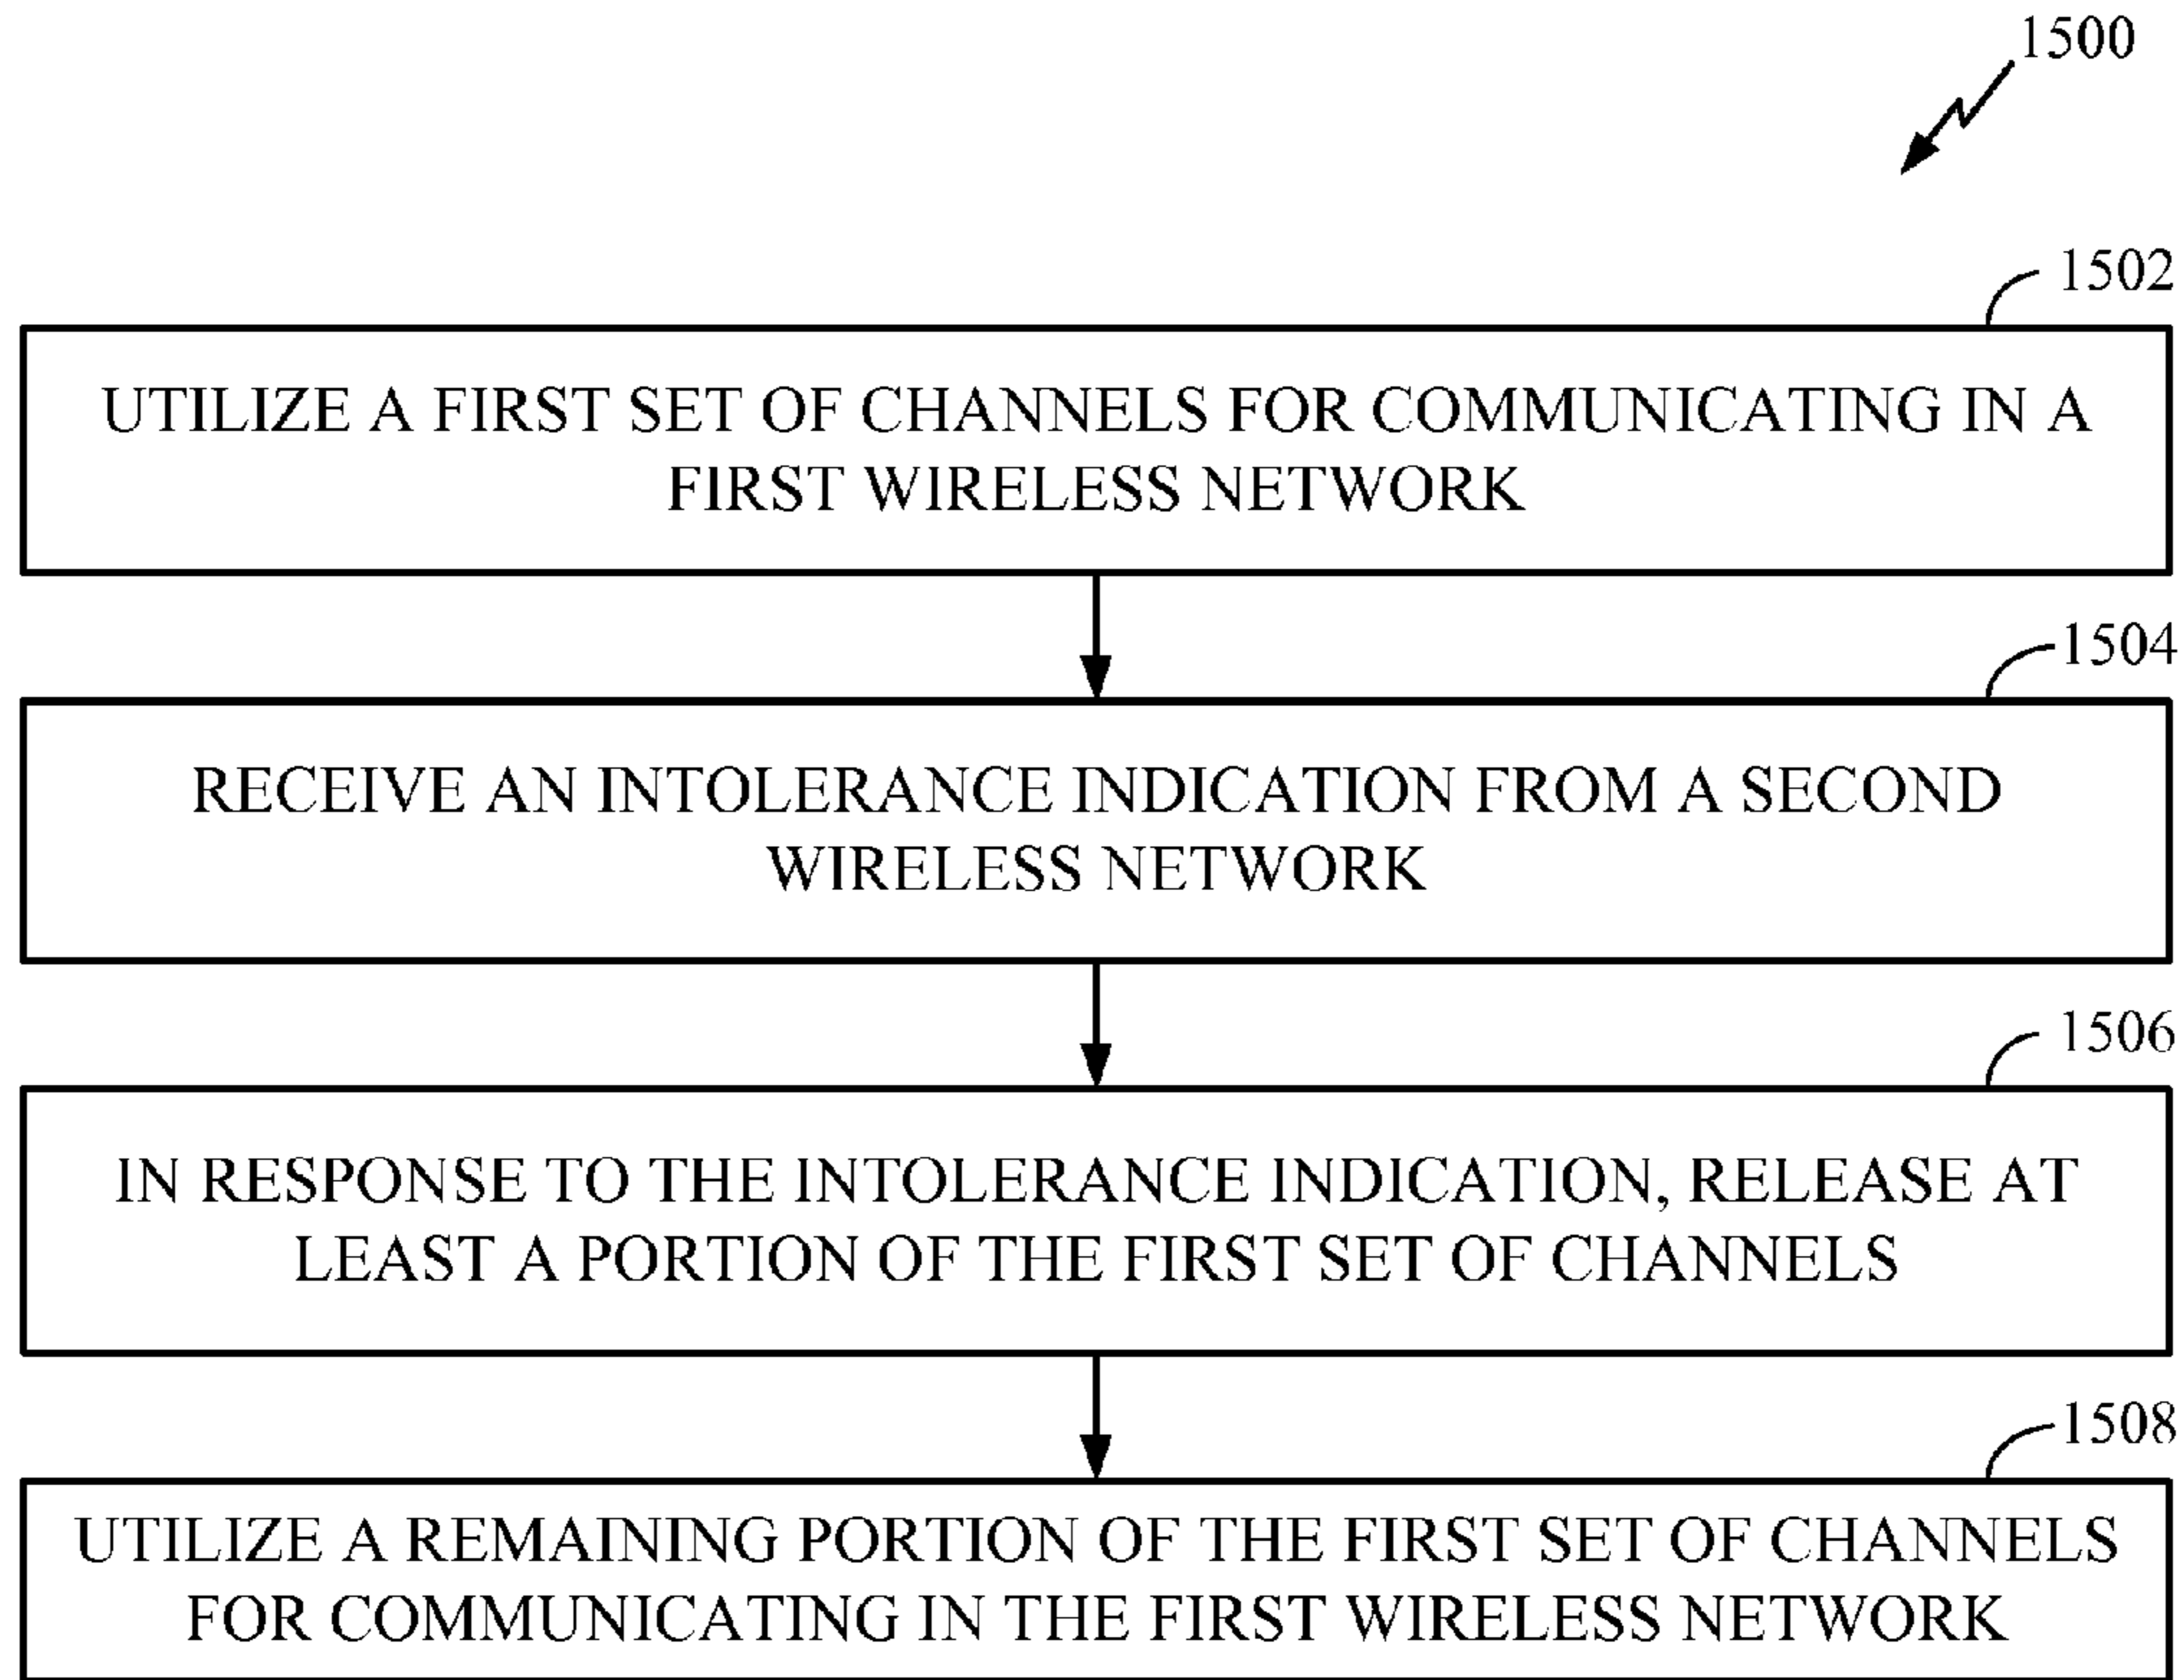 1500
1502
UTILIZE A FIRST SET OF CHANNELS FOR COMMUNICATING IN A
FIRST WIRELESS NETWORK
1504
RECEIVE AN INTOLERANCE INDICATION FROM A SECOND
WIRELESS NETWORK
1506
IN RESPONSE TO THE INTOLERANCE INDICATION, RELEASE AT
LEAST A PORTION OF THE FIRST SET OF CHANNELS
1508
UTILIZE A REMAINING PORTION OF THE FIRST SET OF CHANNELS
FOR COMMUNICATING IN THE FIRST WIRELESS NETWORK